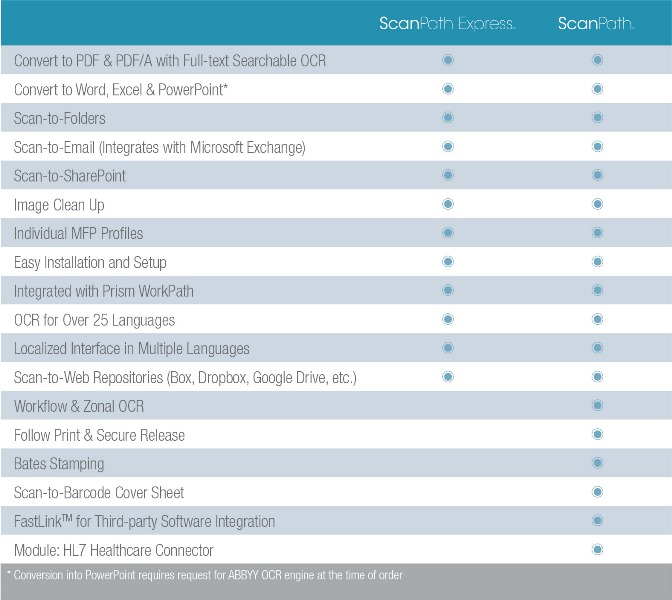 ScanPath Express™ ScanPath™
Convert to PDF & PDF/A with Full-text Searchable OCR
Convert to Word, Excel & PowerPoint*
Scan-to-Folders
Scan-to-Email (Integrates with Microsoft Exchange)
Scan-to-SharePoint
Image Clean Up
Individual MFP Profiles
Easy Installation and Setup
Integrated with Prism WorkPath
OCR for Over 25 Languages
Localized Interface in Multiple Languages
Scan-to-Web Repositories (Box, Dropbox, Google Drive, etc.)
Workflow & Zonal OCR
Follow Print & Secure Release
Bates Stamping
Scan-to-Barcode Cover Sheet
FastLink™ for Third-party Software Integration
Module: HL7 Healthcare Connector
* Conversion into PowerPoint requires request for ABBYY OCR engine at the time of order